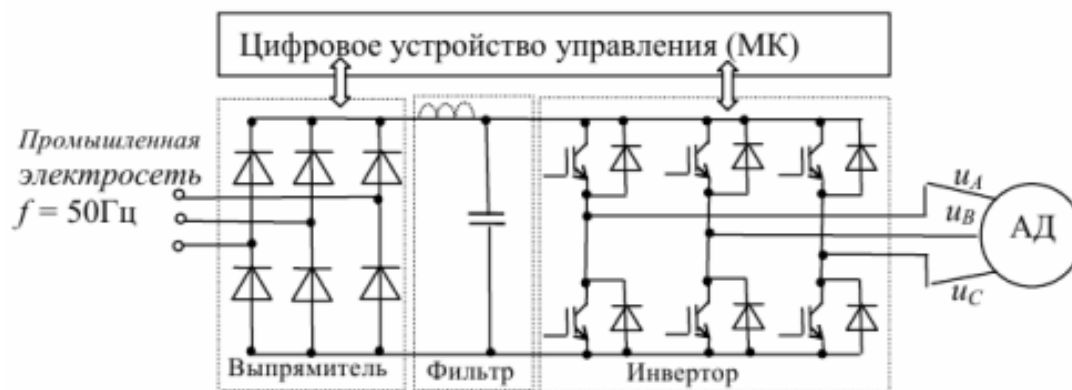 Цифровое устройство управления (МК)
Промышленная
электросеть
f = 50Гц
u_A
u_B
АД
u_C
Выпрямитель
Фильтр
Инвертор